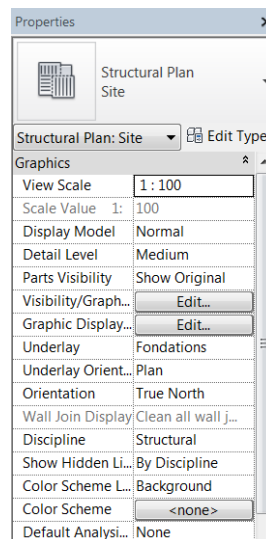 Properties
Structural Plan
Site
Structural Plan: Site Edit Type
Graphics
View Scale 1 : 100
Scale Value 1: 100
Display Model Normal
Detail Level Medium
Parts Visibility Show Original
Visibility/Graph... Edit...
Graphic Display... Edit...
Underlay Fondations
Underlay Orient... Plan
Orientation True North
Wall Join Display Clean all wall j...
Discipline Structural
Show Hidden Li... By Discipline
Color Scheme L... Background
Color Scheme <none>
Default Analysi... None